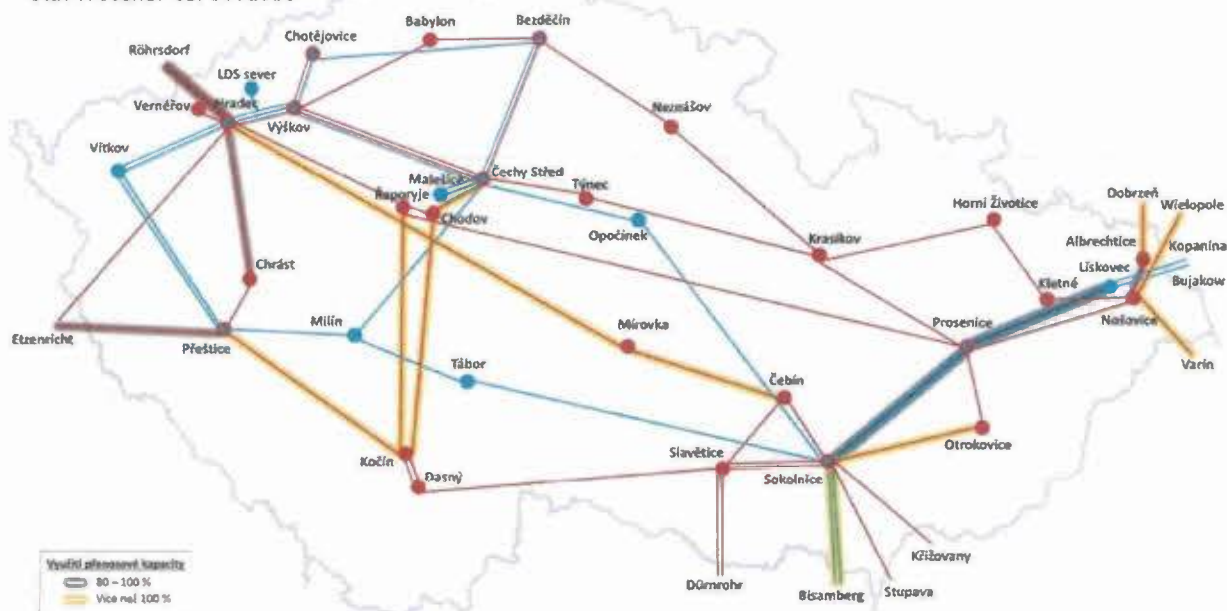 Babylon
Bezděčín
Chotějovice
Röhrsdorf
LDS sever
Vernéřov
Hradec
Výškov
Neznášov
Vítkov
Čechy Střed
Malešice
Týnec
Řeporyje
Chodov
Opočínek
Horní Životice
Dobrzeń
Wielopole
Albrechtice
Kopanina
Krasíkov
Lískovec
Kletné
Bujakow
Nošovice
Chrást
Milín
Mírovka
Prosenice
Etzenricht
Přeštice
Varín
Tábor
Čebín
Otrokovice
Slavětice
Kočín
Sokolnice
Dasný
Křižovany
Dürnrohr
Stupava
Bisamberg
Využití přenosové kapacity
80 – 100 %
Více než 100 %